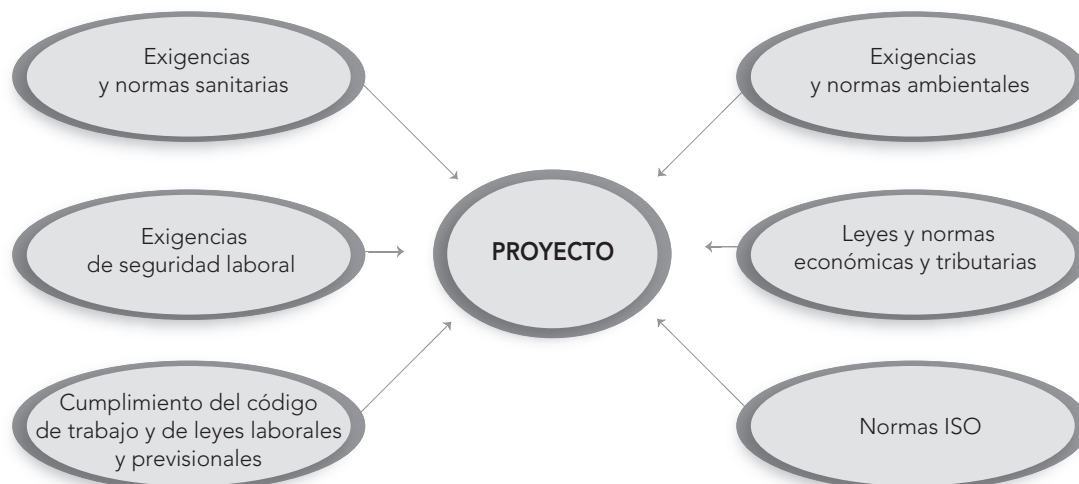 Exigencias
y normas sanitarias
Exigencias
y normas ambientales
Exigencias
de seguridad laboral
PROYECTO
Leyes y normas
económicas y tributarias
Cumplimiento del código
de trabajo y de leyes laborales
y previsionales
Normas ISO